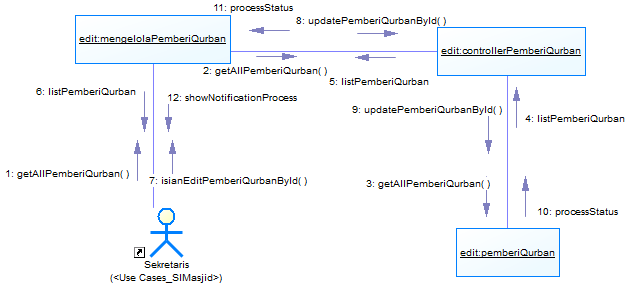 11: processStatus
8: updatePemberiQurbanById( )
edit:mengelolaPemberiQurban
edit:controllerPemberiQurban
2: getAllPemberiQurban( )
5: listPemberiQurban
6: listPemberiQurban
12: showNotificationProcess
9: updatePemberiQurbanById( )
4: listPemberiQurban
1: getAllPemberiQurban( )
7: isianEditPemberiQurbanById( )
3: getAllPemberiQurban( )
10: processStatus
edit:pemberiQurban
Sekretaris
(<Use Cases_SIMasjid>)